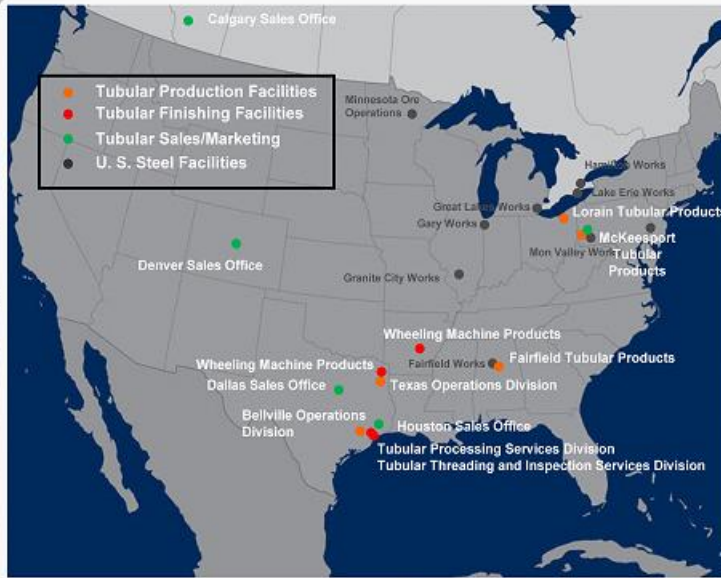 Calgary Sales Office
Tubular Production Facilities
Tubular Finishing Facilities
Tubular Sales/Marketing
U. S. Steel Facilities
Minnesota Ore
Operations
Hamilton Works
Lake Erie Works
Great Lakes Works
Lorain Tubular Products
Gary Works
McKeesport
Tubular
Products
Mon Valley Works
Denver Sales Office
Granite City Works
Wheeling Machine Products
Fairfield Works
Fairfield Tubular Products
Wheeling Machine Products
Dallas Sales Office
Texas Operations Division
Bellville Operations
Division
Houston Sales Office
Tubular Processing Services Division
Tubular Threading and Inspection Services Division